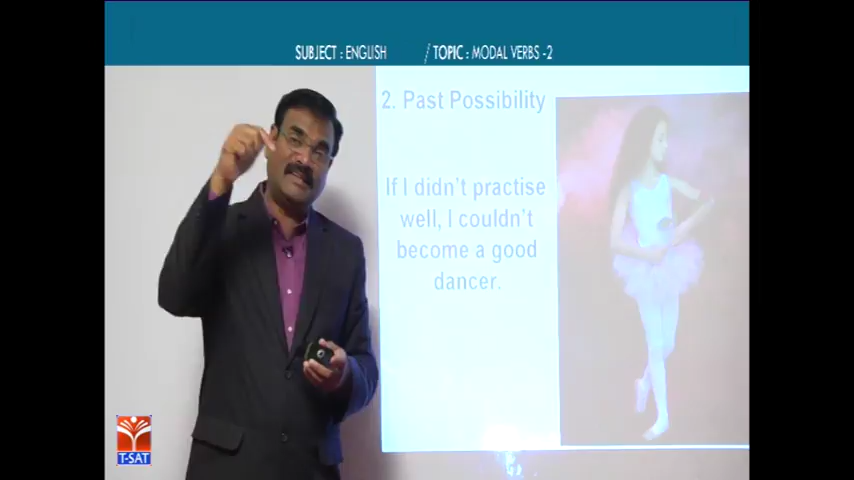 SUBJECT : ENGLISH / TOPIC : MODAL VERBS -2
2. Past Possibility
If I didn't practise
well, I couldn't
become a good
dancer.
T-SAT